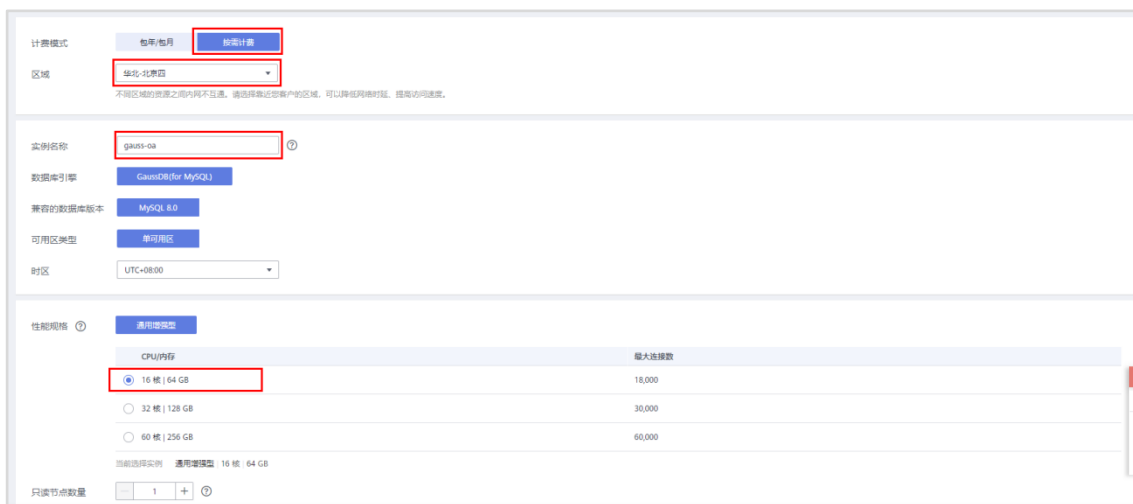 计费模式 包年/包月 按需计费
区域 华北-北京四
不同区域的资源之间内网不互通。请选择靠近您客户的区域，可以降低网络时延，提高访问速度。
实例名称 gauss-oa
数据库引擎 GaussDB(for MySQL)
兼容的数据库版本 MySQL 8.0
可用区类型 单可用区
时区 UTC+08:00
性能规格 通用增强型
CPU/内存 最大连接数
16 核 | 64 GB 18,000
32 核 | 128 GB 30,000
60 核 | 256 GB 60,000
当前选择实例 通用增强型 | 16 核 | 64 GB
只读节点数量 1